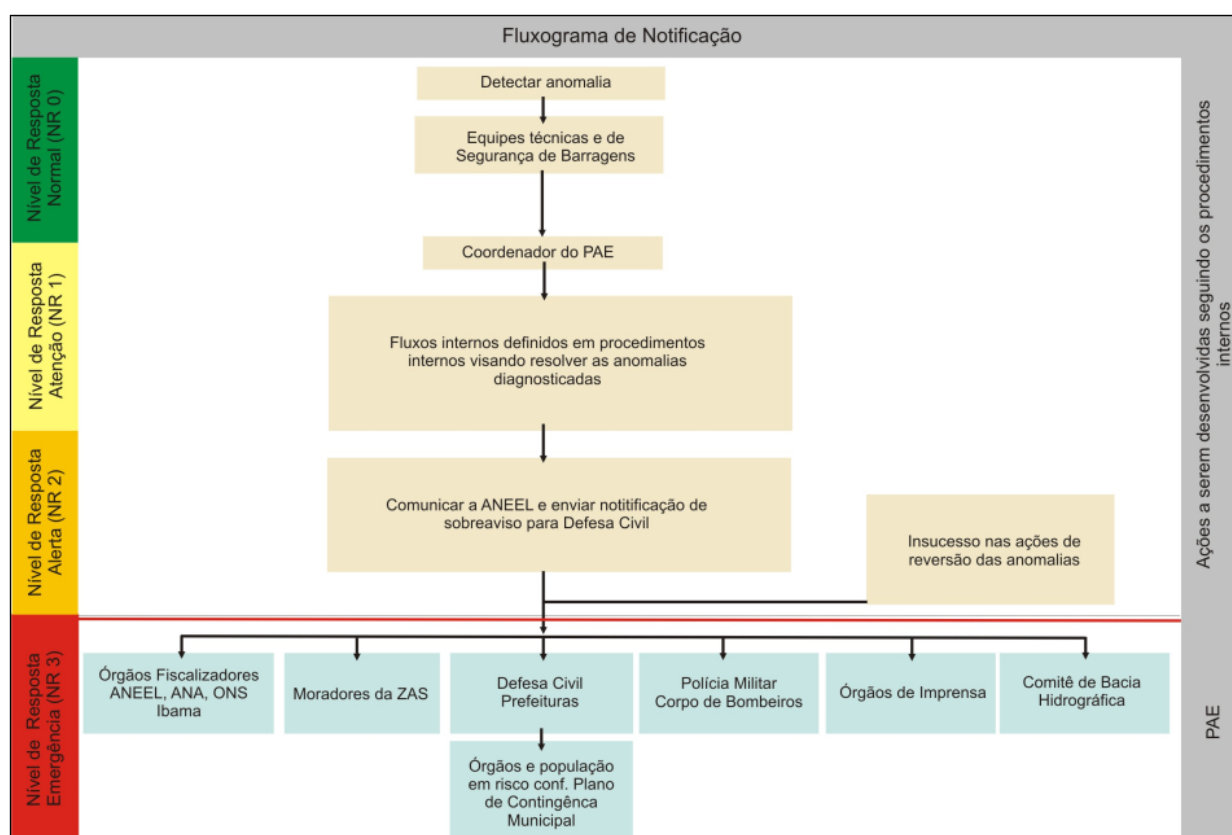 Fluxograma de Notificação
Nível de Resposta
Normal (NR 0)
Detectar anomalia
Equipes técnicas e de
Segurança de Barragens
Nível de Resposta
Atenção (NR 1)
Coordenador do PAE
Fluxos internos definidos em procedimentos
internos visando resolver as anomalias
diagnosticadas
Nível de Resposta
Alerta (NR 2)
Comunicar a ANEEL e enviar notitificação de
sobreaviso para Defesa Civil
Insucesso nas ações de
reversão das anomalias
Ações a serem desenvolvidas seguindo os procedimentos
internos
Nível de Resposta
Emergência (NR 3)
Órgãos Fiscalizadores
ANEEL, ANA, ONS
Ibama
Moradores da ZAS
Defesa Civil
Prefeituras
Polícia Militar
Corpo de Bombeiros
Órgãos de Imprensa
Comitê de Bacia
Hidrográfica
Órgãos e população
em risco conf. Plano
de Contingênca
Municipal
PAE